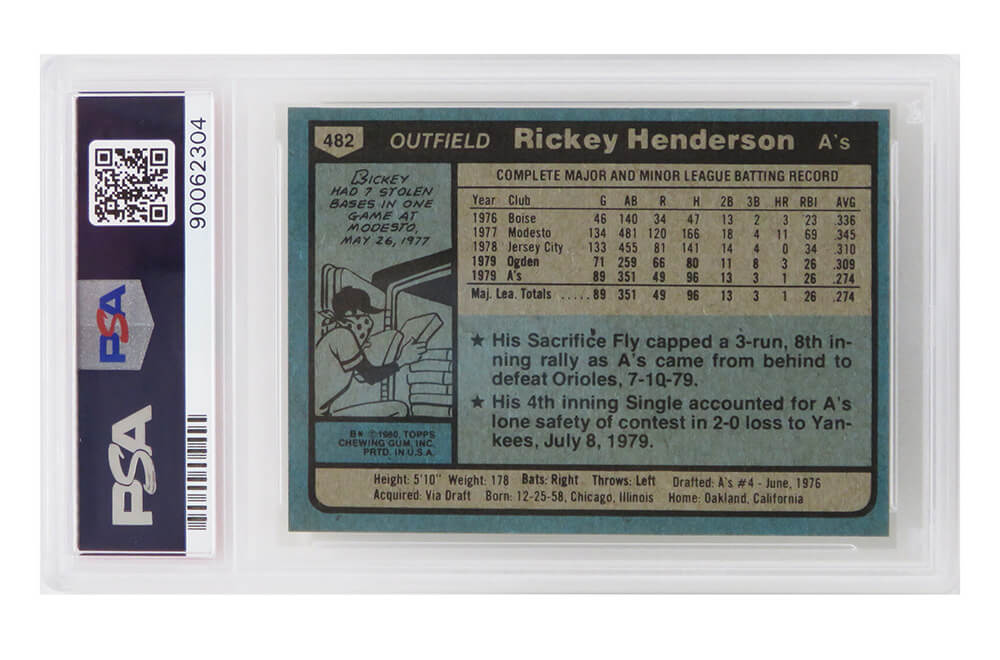 90062304
PSA
PSA
482 OUTFIELD Rickey Henderson A's
RICKEY
HAD 7 STOLEN
BASES IN ONE
GAME AT
MODESTO,
MAY 26, 1977
COMPLETE MAJOR AND MINOR LEAGUE BATTING RECORD
Year Club G AB R H 2B 3B HR RBI AVG
1976 Boise 46 140 34 47 13 2 3 23 .336
1977 Modesto 134 481 120 166 18 4 11 69 .345
1978 Jersey City 133 455 81 141 14 4 0 34 .310
1979 Ogden 71 259 66 80 11 8 3 26 .309
1979 A's 89 351 49 96 13 3 1 26 .274
Maj. Lea. Totals ..... 89 351 49 96 13 3 1 26 .274
★ His Sacrifice Fly capped a 3-run, 8th in-
ning rally as A's came from behind to
defeat Orioles, 7-10-79.
★ His 4th inning Single accounted for A's
lone safety of contest in 2-0 loss to Yan-
kees, July 8, 1979.
B* © 1980, TOPPS
CHEWING GUM, INC.
PRTD. IN U.S.A.
Height: 5'10" Weight: 178 Bats: Right Throws: Left Drafted: A's #4 - June, 1976
Acquired: Via Draft Born: 12-25-58, Chicago, Illinois Home: Oakland, California